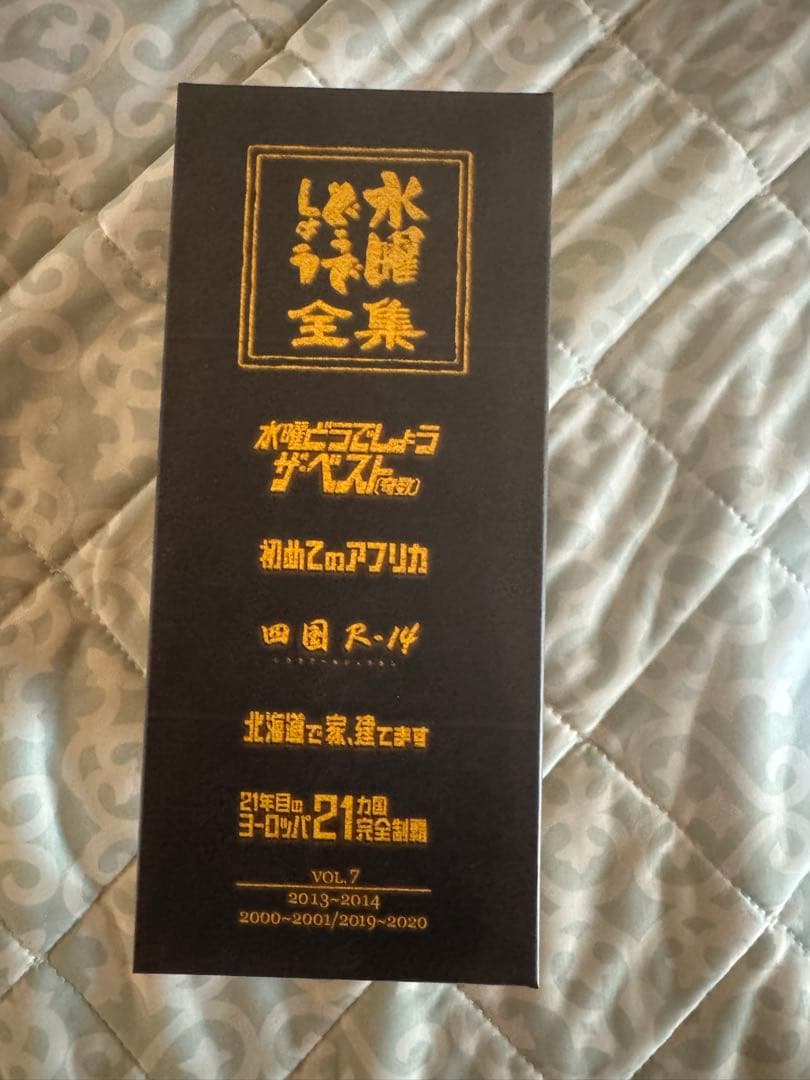 水曜
どうで
しょう
全集
水曜どうでしょう
ザ・ベスト(奇数)
初めてのアフリカ
四国 R-14
北海道で家、建てます
21年目の
ヨーロッパ21カ国
完全制覇
VOL.7
2013~2014
2000~2001/2019~2020